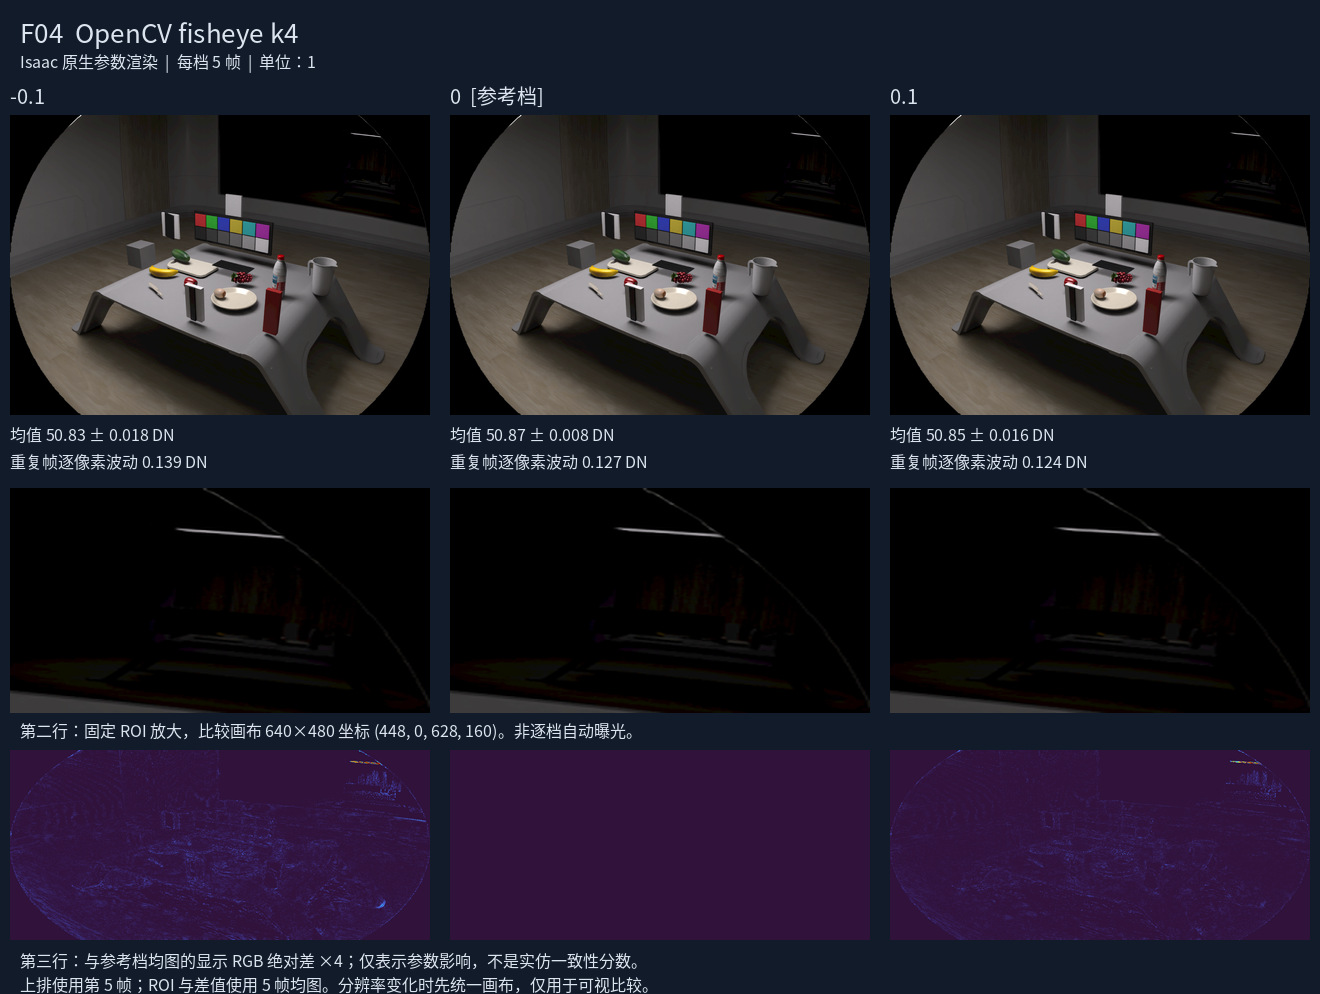 F04 OpenCV fisheye k4
Isaac 原生参数渲染 | 每档 5 帧 | 单位：1
-0.1
0 [参考档]
0.1
均值 50.83 ± 0.018 DN
重复帧逐像素波动 0.139 DN
均值 50.87 ± 0.008 DN
重复帧逐像素波动 0.127 DN
均值 50.85 ± 0.016 DN
重复帧逐像素波动 0.124 DN
第二行：固定 ROI 放大，比较画布 640×480 坐标 (448, 0, 628, 160)。非逐档自动曝光。
第三行：与参考档均图的显示 RGB 绝对差 ×4；仅表示参数影响，不是实仿一致性分数。
上排使用第 5 帧；ROI 与差值使用 5 帧均图。分辨率变化时先统一画布，仅用于可视比较。